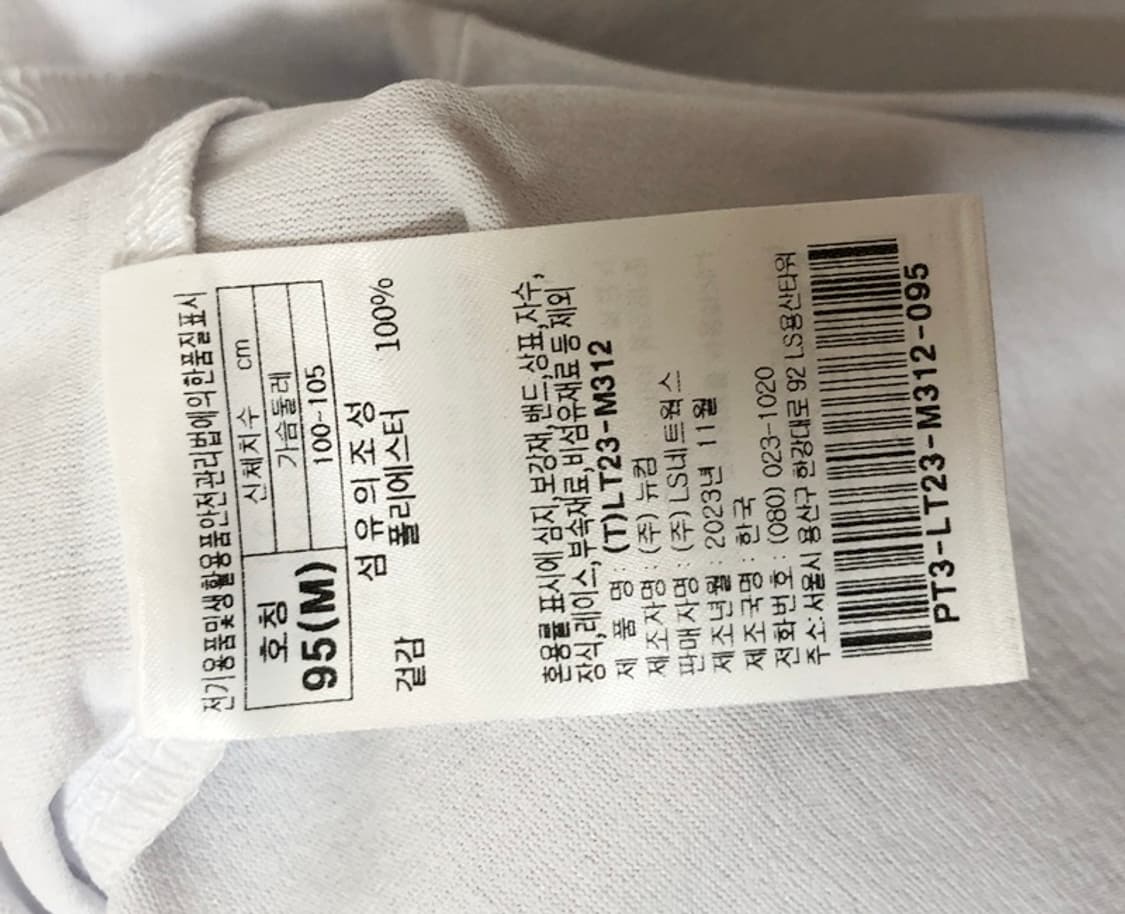 전기용품및생활용품안전관리법에의한품질표시
호칭 신체치수 cm
가슴둘레
95(M) 100-105
섬유의조성
겉감 폴리에스터 100%
혼용률 표시에 심지,보강재,밴드,상표,자수,
장식,레이스,부속재료,비섬유재료 등 제외
제 품 명 : (T)LT23-M312
제조자명 : (주) 뉴컴
판매자명 : (주) LS네트웍스
제조년월 : 2023년 11월
제조국명 : 한국
전화번호 : (080) 023-1020
주소:서울시 용산구 한강대로 92 LS용산타워
PT3-LT23-M312-095